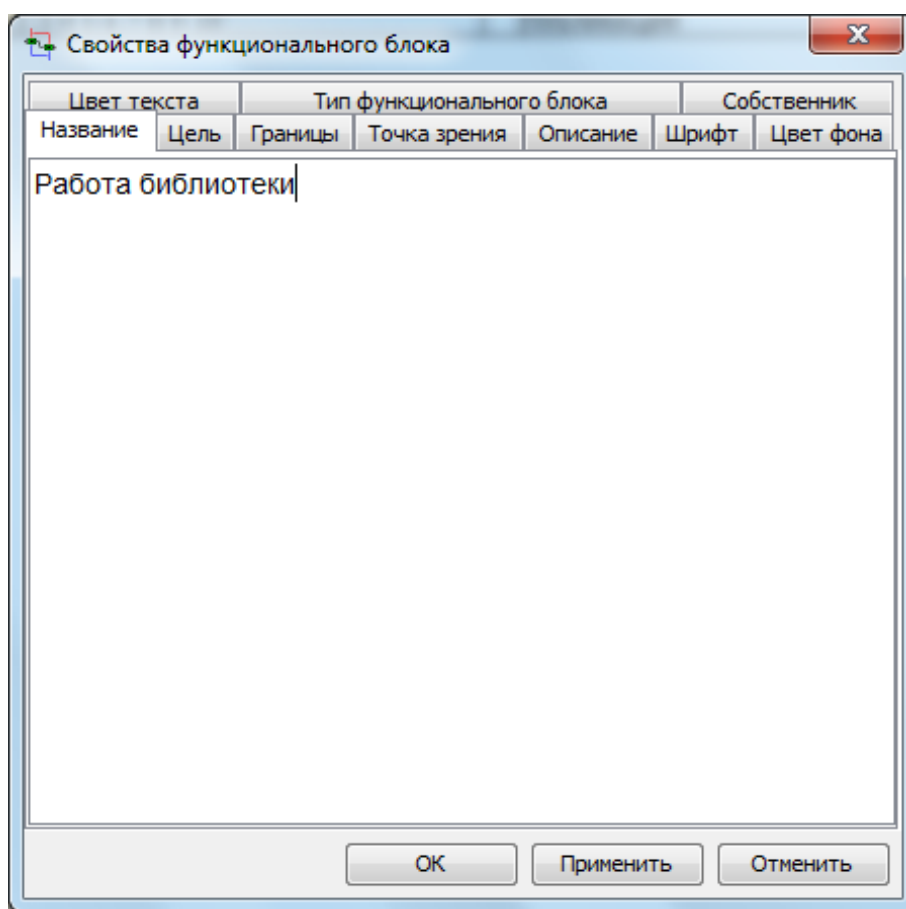 Свойства функционального блока
Цвет текста Тип функционального блока Собственник
Название Цель Границы Точка зрения Описание Шрифт Цвет фона
Работа библиотеки
ОК Применить Отменить